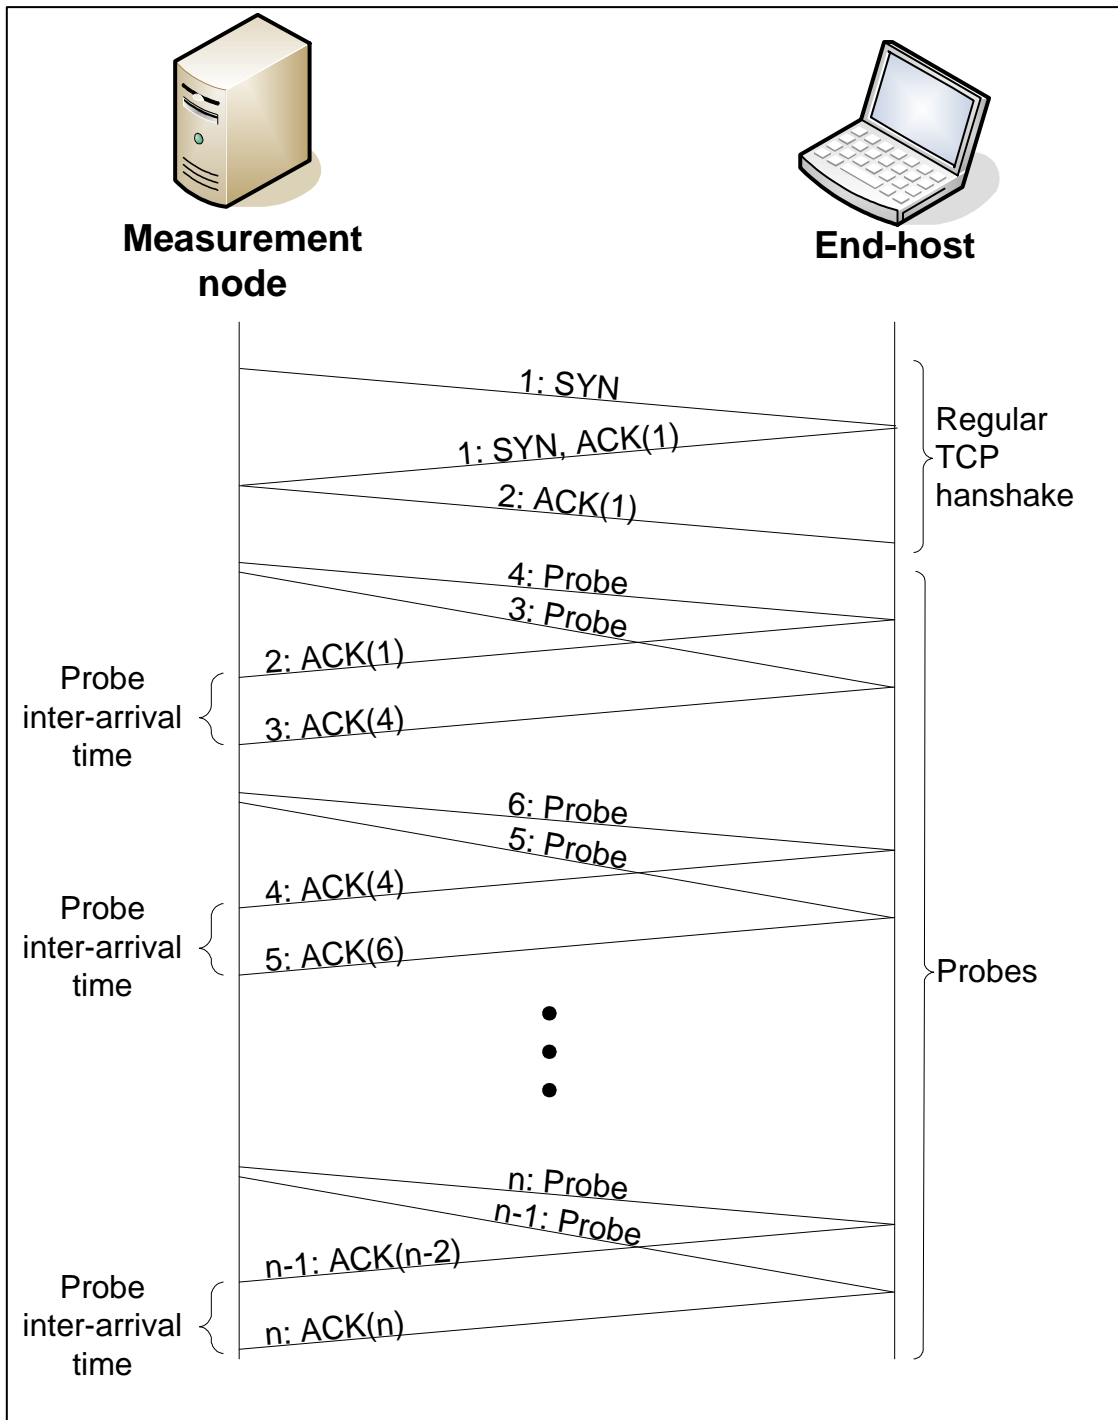 Measurement
node
End-host
1: SYN
1: SYN, ACK(1)
2: ACK(1)
Regular
TCP
hanshake
4: Probe
3: Probe
2: ACK(1)
3: ACK(4)
Probe
inter-arrival
time
6: Probe
5: Probe
4: ACK(4)
5: ACK(6)
Probe
inter-arrival
time
Probes
n: Probe
n-1: Probe
n-1: ACK(n-2)
n: ACK(n)
Probe
inter-arrival
time